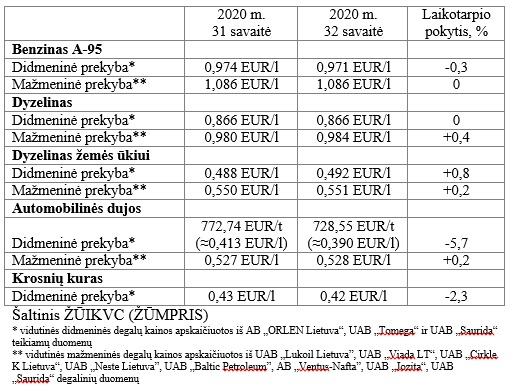 2020 m. 31 savaitė 2020 m. 32 savaitė Laikotarpio pokytis, %
Benzinas A-95
Didmeninė prekyba* 0,974 EUR/l 0,971 EUR/l -0,3
Mažmeninė prekyba** 1,086 EUR/l 1,086 EUR/l 0
Dyzelinas
Didmeninė prekyba* 0,866 EUR/l 0,866 EUR/l 0
Mažmeninė prekyba** 0,980 EUR/l 0,984 EUR/l +0,4
Dyzelinas žemės ūkiui
Didmeninė prekyba* 0,488 EUR/l 0,492 EUR/l +0,8
Mažmeninė prekyba** 0,550 EUR/l 0,551 EUR/l +0,2
Automobilinės dujos
Didmeninė prekyba* 772,74 EUR/t (≈0,413 EUR/l) 728,55 EUR/t (≈0,390 EUR/l) -5,7
Mažmeninė prekyba** 0,527 EUR/l 0,528 EUR/l +0,2
Krosnių kuras
Didmeninė prekyba* 0,43 EUR/l 0,42 EUR/l -2,3
Šaltinis ŽŪIKVC (ŽŪMPRIS)
* vidutinės didmeninės degalų kainos apskaičiuotos iš AB „ORLEN Lietuva“, UAB „Tomega“ ir UAB „Saurida“
teikiamų duomenų
** vidutinės mažmeninės degalų kainos apskaičiuotos iš UAB „Lukoil Lietuva”, UAB „Viada LT“, UAB „Cirkle
K Lietuva“, UAB „Neste Lietuva”, UAB „Baltic Petroleum”, AB „Ventus-Nafta”, UAB „Jozita“, UAB
„Saurida“ degalinių duomenų